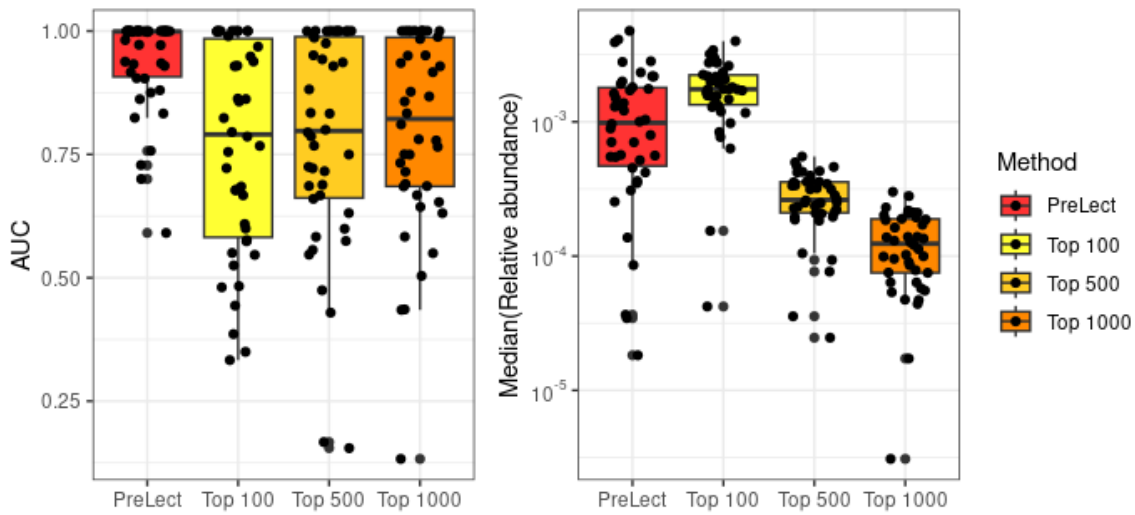 AUC
1.00
0.75
0.50
0.25
PreLect Top 100 Top 500 Top 1000
Median(Relative abundance)
10⁻³
10⁻⁴
10⁻⁵
PreLect Top 100 Top 500 Top 1000
Method
PreLect
Top 100
Top 500
Top 1000